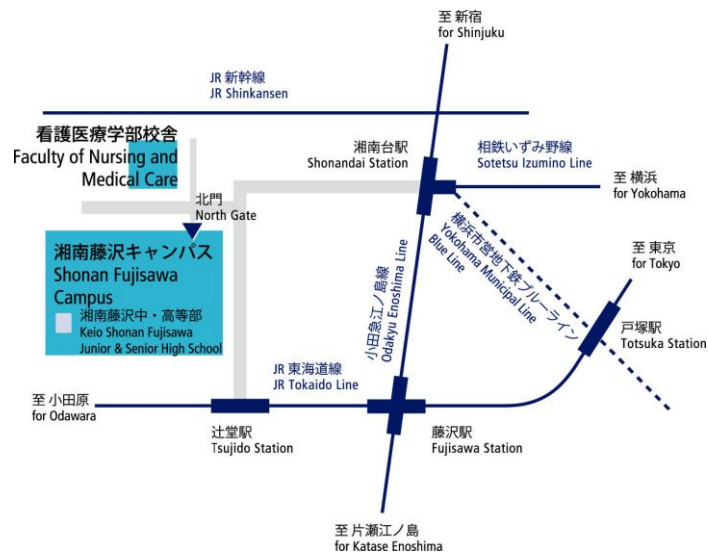 至 新宿
for Shinjuku
JR 新幹線
JR Shinkansen
看護医療学部校舎
Faculty of Nursing and
Medical Care
湘南台駅
Shonandai Station
相鉄いずみ野線
Sotetsu Izumino Line
至 横浜
for Yokohama
北門
North Gate
湘南藤沢キャンパス
Shonan Fujisawa
Campus
湘南藤沢中・高等部
Keio Shonan Fujisawa
Junior & Senior High School
小田急江ノ島線
Odakyu Enoshima Line
横浜市営地下鉄ブルーライン
Yokohama Municipal Line
Blue Line
至 東京
for Tokyo
戸塚駅
Totsuka Station
JR 東海道線
JR Tokaido Line
至 小田原
for Odawara
辻堂駅
Tsujido Station
藤沢駅
Fujisawa Station
至 片瀬江ノ島
for Katase Enoshima